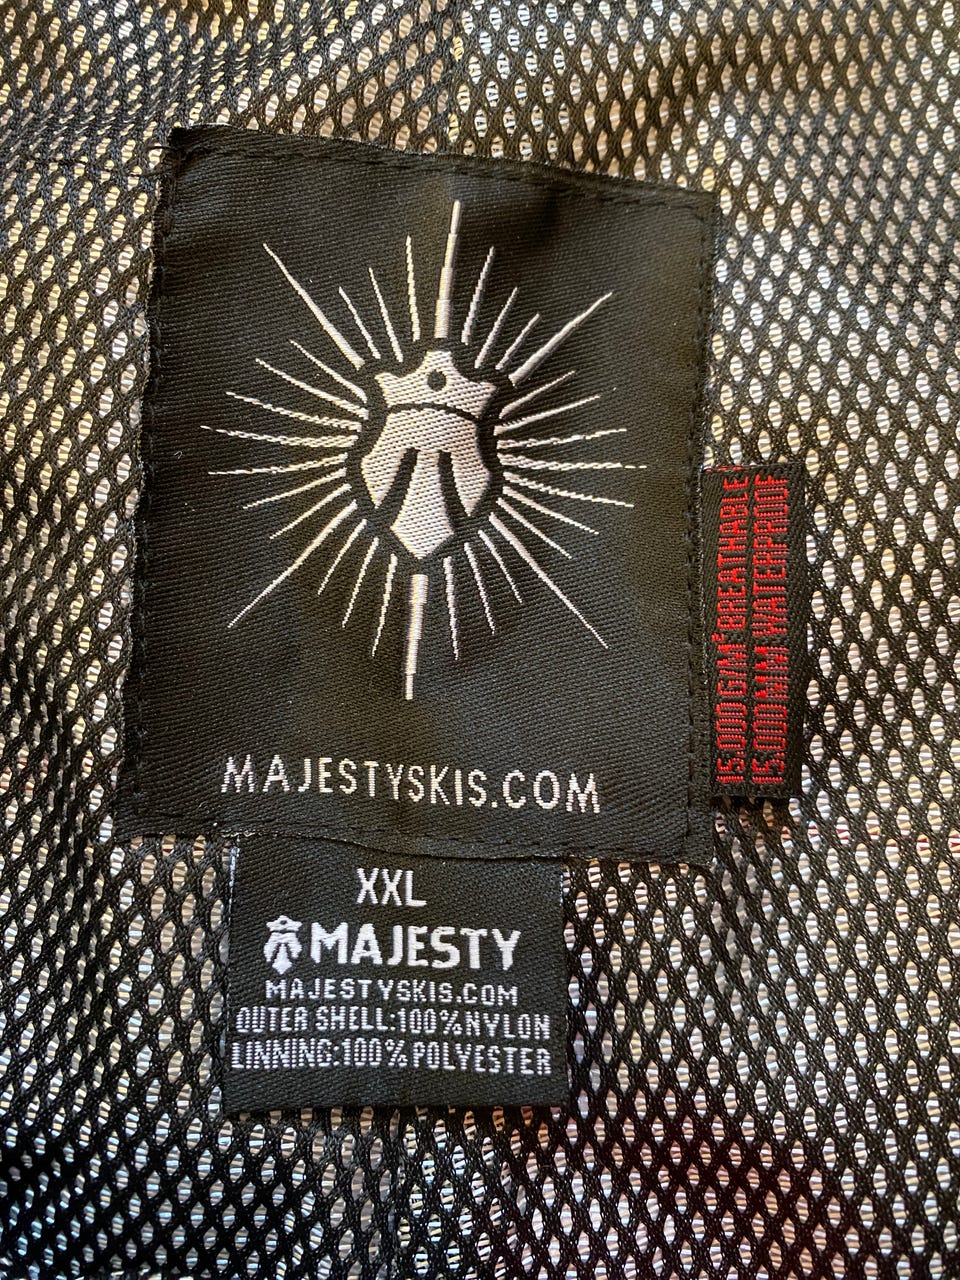 MAJESTYSKIS.COM
15.000 G/M² BREATHABLE
15.000 MM WATERPROOF
XXL
MAJESTY
MAJESTYSKIS.COM
OUTER SHELL:100%NYLON
LINNING:100%POLYESTER